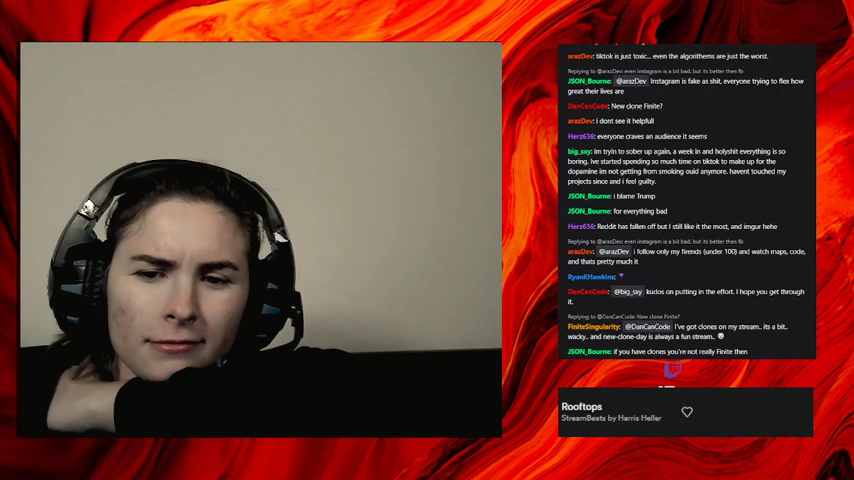 arazDev: tiktok is just toxic... even the algorithems are just the worst.
Replying to @arazDev: even instagram is a bit bad, but its better then fb
JSON_Bourne: @arazDev Instagram is fake as shit, everyone trying to flex how
great their lives are
DanCanCode: New clone Finite?
arazDev: i dont see it helpfull
Herz636: everyone craves an audience it seems
big_sxy: im tryin to sober up again, a week in and holyshit everything is so
boring. Ive started spending so much time on tiktok to make up for the
dopamine im not getting from smoking ouid anymore. havent touched my
projects since and i feel guilty.
JSON_Bourne: i blame Trump
JSON_Bourne: for everything bad
Herz636: Reddit has fallen off but I still like it the most, and imgur hehe
Replying to @arazDev: even instagram is a bit bad, but its better then fb
arazDev: @arazDev i follow only my firends (under 100) and watch maps, code,
and thats pretty much it
RyanKHawkins:
DanCanCode: @big_sxy kudos on putting in the effort. I hope you get through
it.
Replying to @DanCanCode: New clone Finite?
FiniteSingularity: @DanCanCode i've got clones on my stream.. its a bit..
wacky.. and new-clone-day is always a fun stream..
JSON_Bourne: if you have clones you're not really Finite then
Rooftops
StreamBeats by Harris Heller